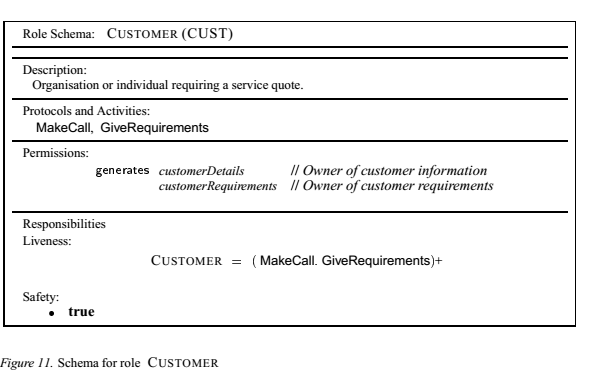 Role Schema: CUSTOMER (CUST)
Description:
Organisation or individual requiring a service quote.
Protocols and Activities:
MakeCall, GiveRequirements
Permissions:
generates customerDetails // Owner of customer information
customerRequirements // Owner of customer requirements
Responsibilities
Liveness:
CUSTOMER = ( MakeCall. GiveRequirements)+
Safety:
• true
Figure 11. Schema for role CUSTOMER